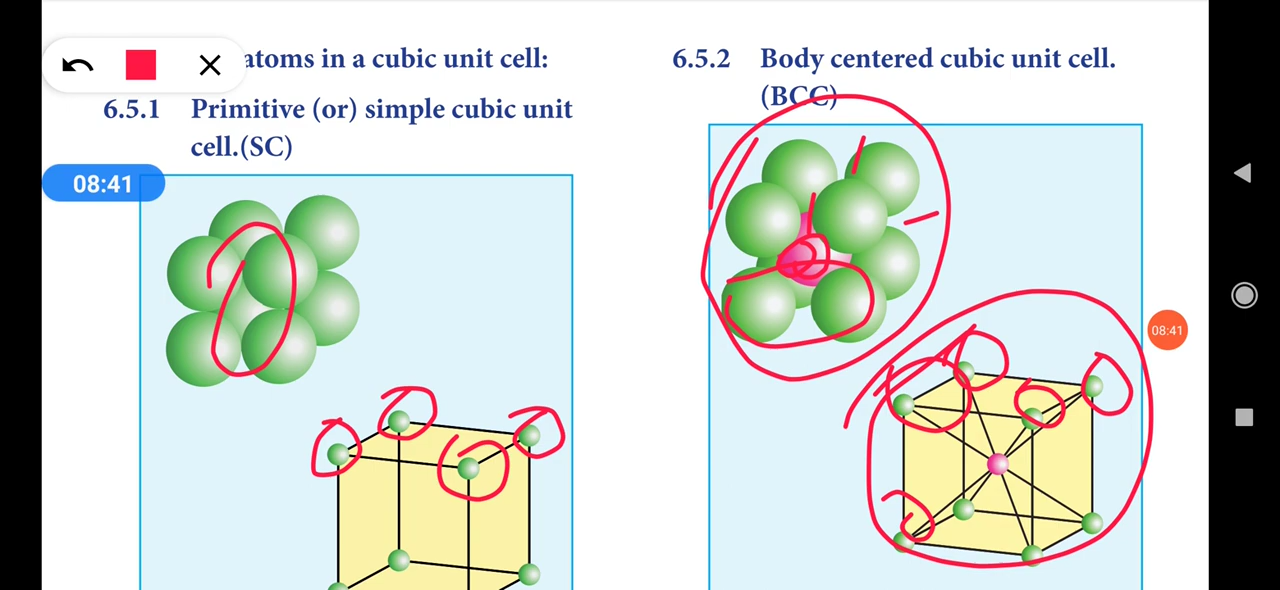 atoms in a cubic unit cell:
6.5.1 Primitive (or) simple cubic unit
cell.(SC)
08:41
6.5.2 Body centered cubic unit cell.
(BCC)
08:41